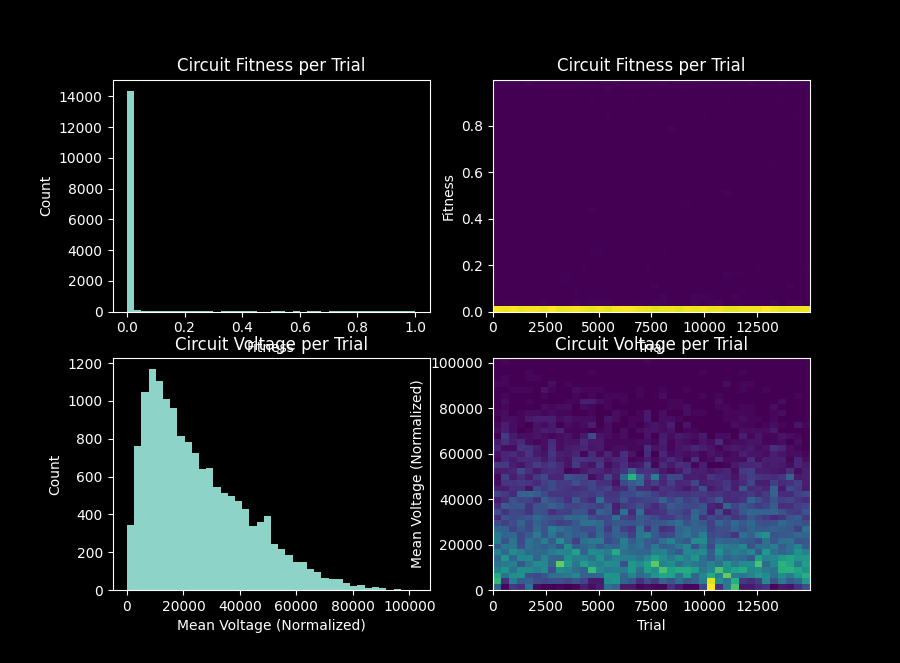 Circuit Fitness per Trial
14000
12000
10000
8000
6000
4000
2000
0
Count
0.0 0.2 0.4 0.6 0.8 1.0
Fitness
Circuit Fitness per Trial
0.8
0.6
0.4
0.2
0.0
Fitness
0 2500 5000 7500 10000 12500
Trial
Circuit Voltage per Trial
1200
1000
800
600
400
200
0
Count
0 20000 40000 60000 80000 100000
Mean Voltage (Normalized)
Circuit Voltage per Trial
100000
80000
60000
40000
20000
0
Mean Voltage (Normalized)
0 2500 5000 7500 10000 12500
Trial